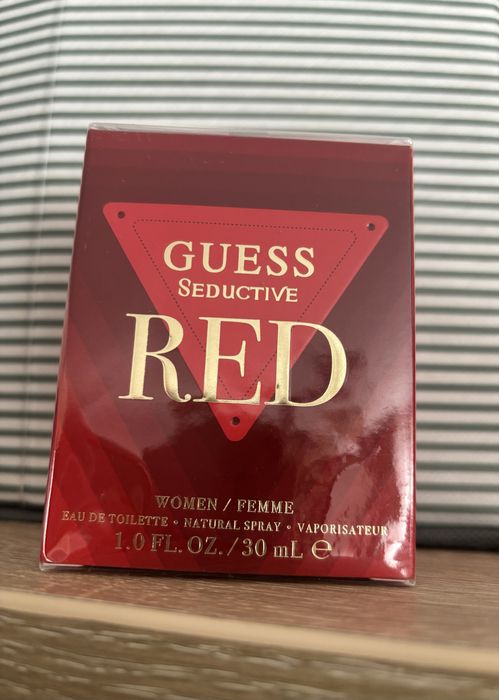 GUESS
SEDUCTIVE
RED
WOMEN / FEMME
EAU DE TOILETTE • NATURAL SPRAY • VAPORISATEUR
1.0 FL. OZ. / 30 mL ℮